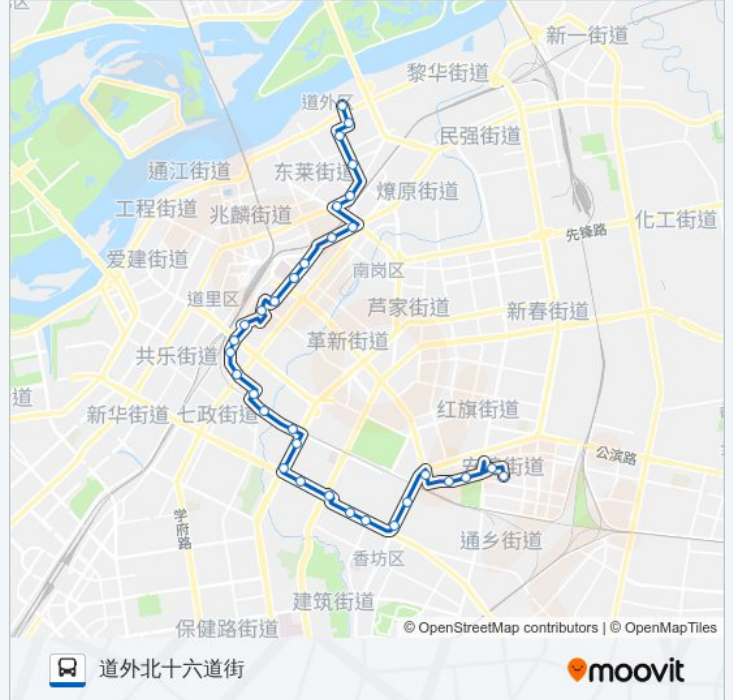 区
新一街道
黎华街道
道外区
民强街道
通江街道
东莱街道
燎原街道
工程街道
兆麟街道
化工街道
先锋路
爱建街道
南岗区
道里区
芦家街道
新春街道
革新街道
共乐街道
道
新华街道
七政街道
红旗街道
公滨路
街道
学府路
通乡街道
香坊区
建筑街道
保健路街道
© OpenStreetMap contributors | © OpenMapTiles
道外北十六道街
moovit